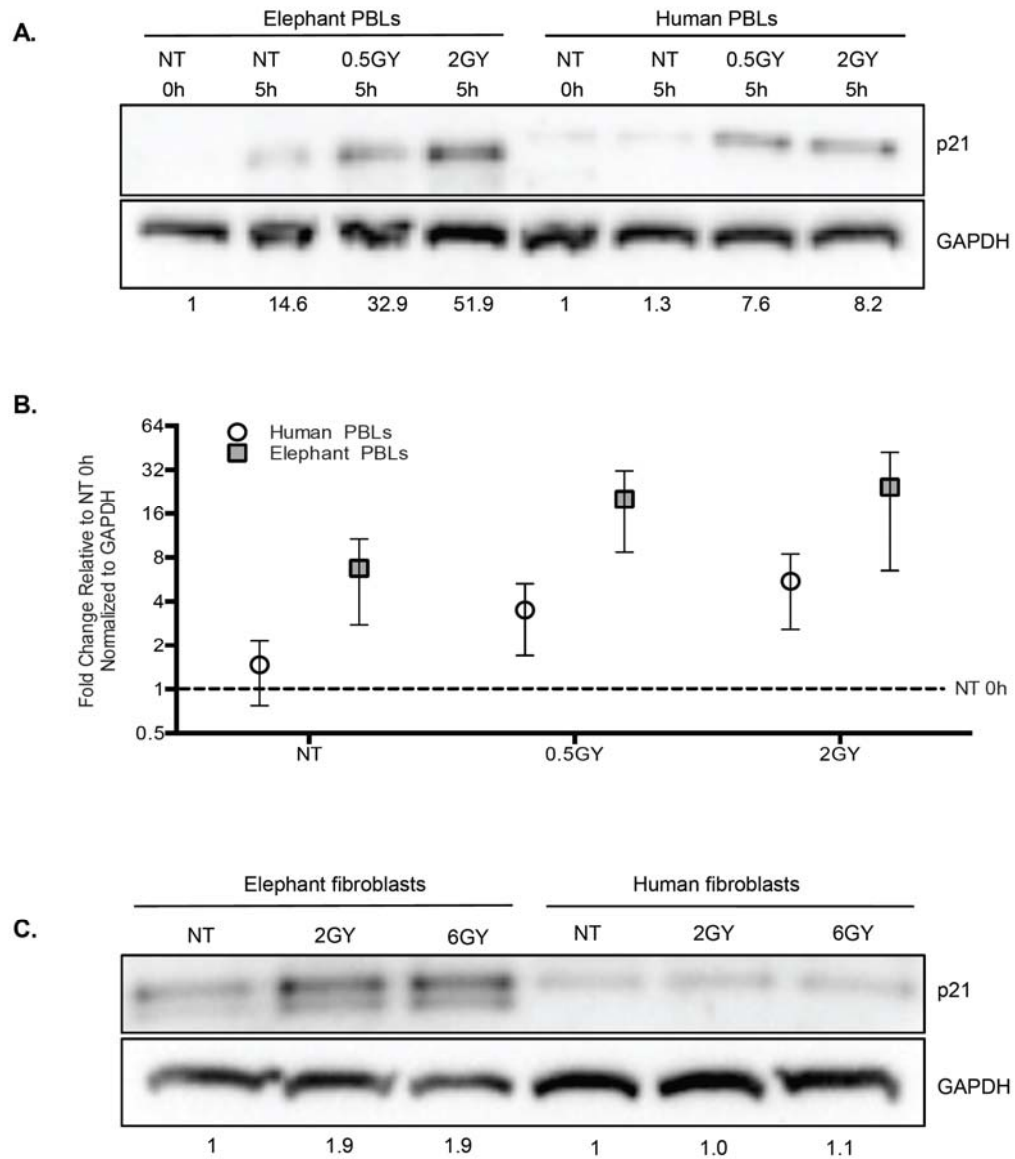 A.
Elephant PBLs Human PBLs
NT NT 0.5GY 2GY NT NT 0.5GY 2GY
0h 5h 5h 5h 0h 5h 5h 5h
p21
GAPDH
1 14.6 32.9 51.9 1 1.3 7.6 8.2
B.
Fold Change Relative to NT 0h
Normalized to GAPDH
64
32
16
8
4
2
1
0.5
Human PBLs
Elephant PBLs
NT 0h
NT 0.5GY 2GY
C.
Elephant fibroblasts Human fibroblasts
NT 2GY 6GY NT 2GY 6GY
p21
GAPDH
1 1.9 1.9 1 1.0 1.1